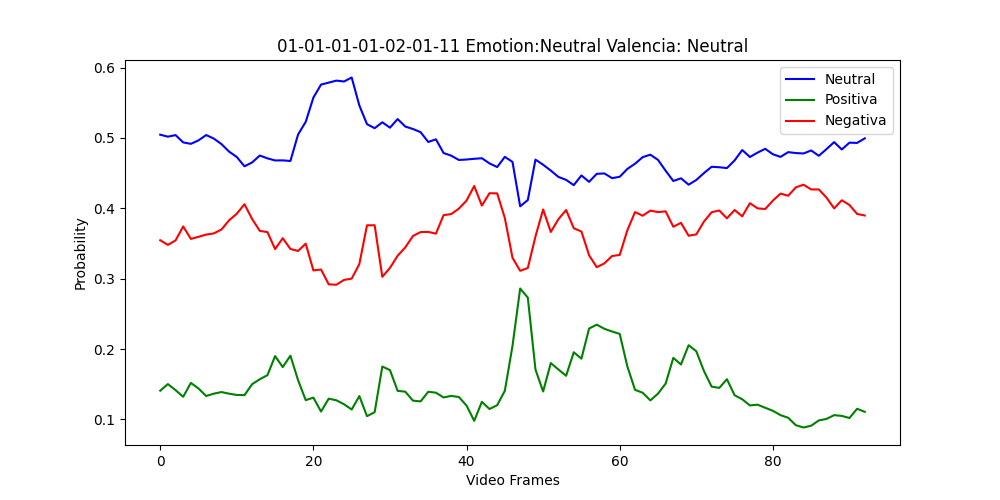 01-01-01-01-02-01-11 Emotion:Neutral Valencia: Neutral
Neutral
Positiva
Negativa
Probability
0.6
0.5
0.4
0.3
0.2
0.1
0 20 40 60 80
Video Frames